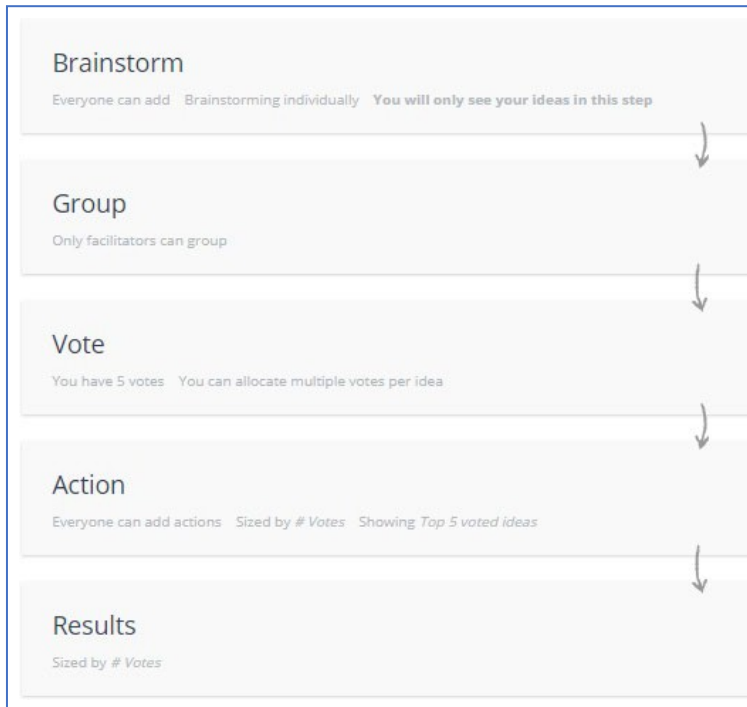 Brainstorm
Everyone can add Brainstorming individually You will only see your ideas in this step
Group
Only facilitators can group
Vote
You have 5 votes You can allocate multiple votes per idea
Action
Everyone can add actions Sized by # Votes Showing Top 5 voted ideas
Results
Sized by # Votes